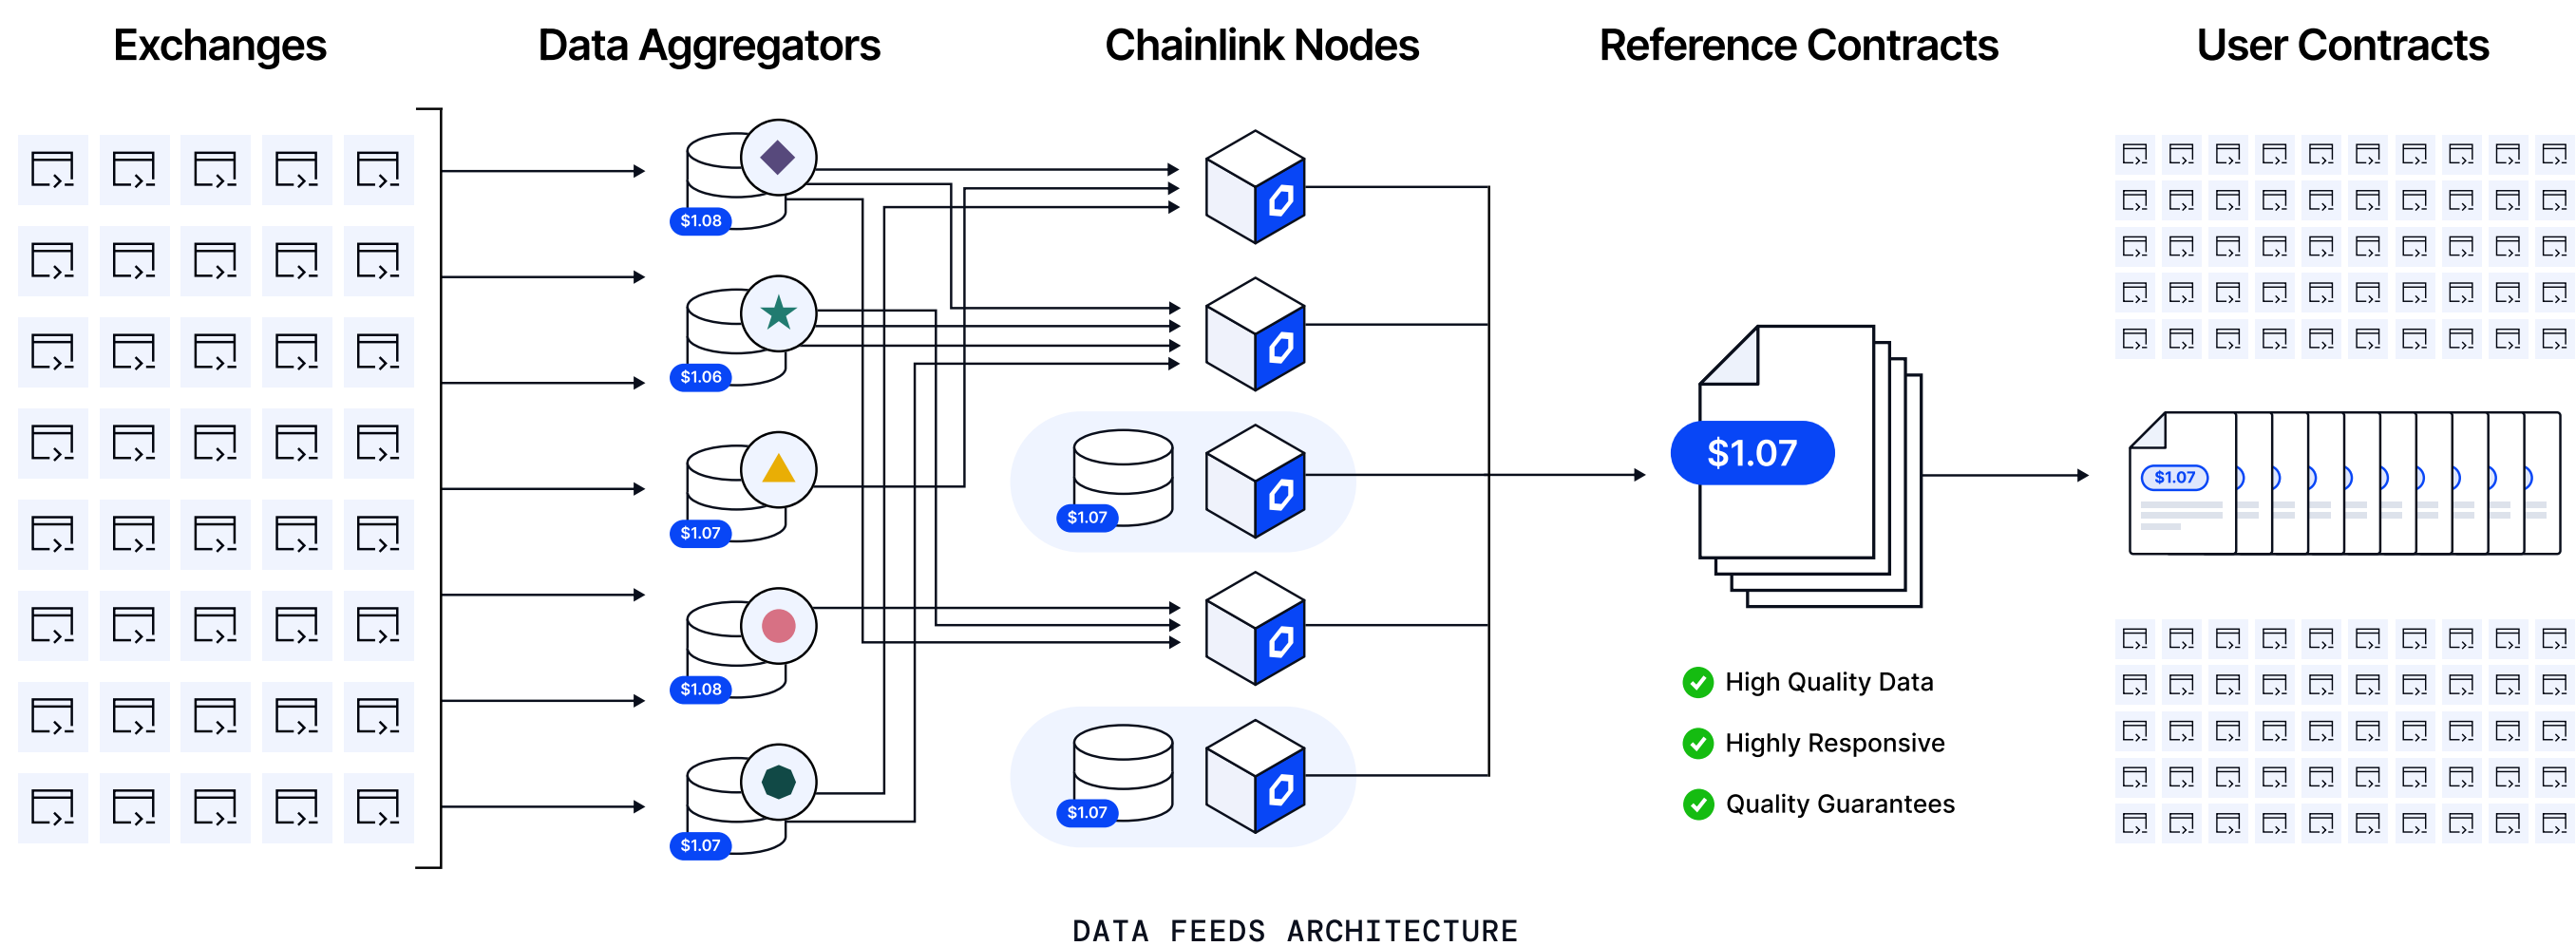 Exchanges
Data Aggregators
Chainlink Nodes
Reference Contracts
User Contracts
$1.08
$1.06
$1.07
$1.08
$1.07
$1.07
$1.07
$1.07
High Quality Data
Highly Responsive
Quality Guarantees
$1.07
DATA FEEDS ARCHITECTURE